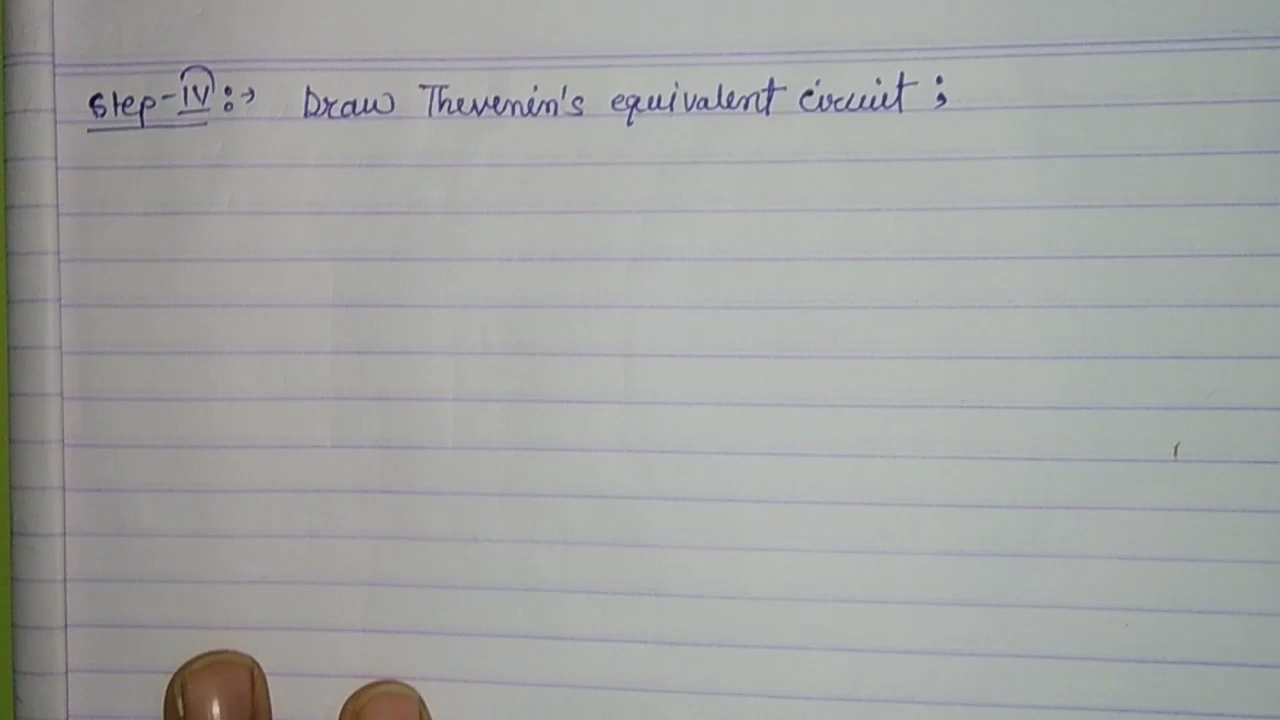 Step-IV :→ Draw Thevenin's equivalent circuit ;